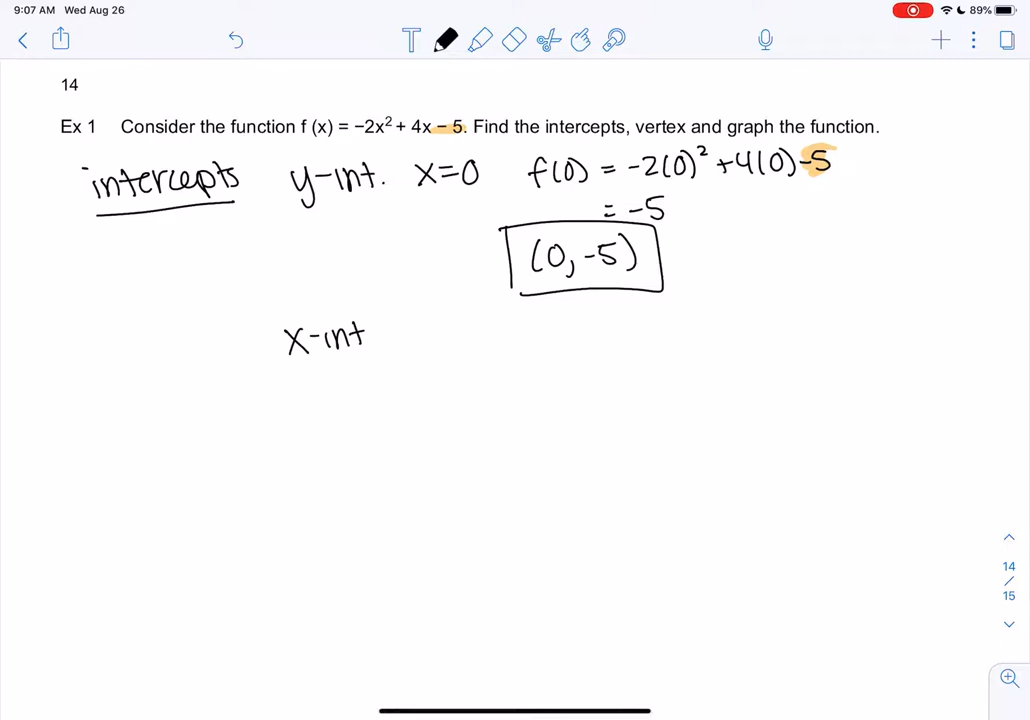 9:07 AM Wed Aug 26
89%
T
14
Ex 1 Consider the function f (x) = −2x² + 4x − 5. Find the intercepts, vertex and graph the function.
intercepts y-int. x=0 f(0) = -2(0)² +4(0)-5
= -5
(0, -5)
x-int
14
/
15